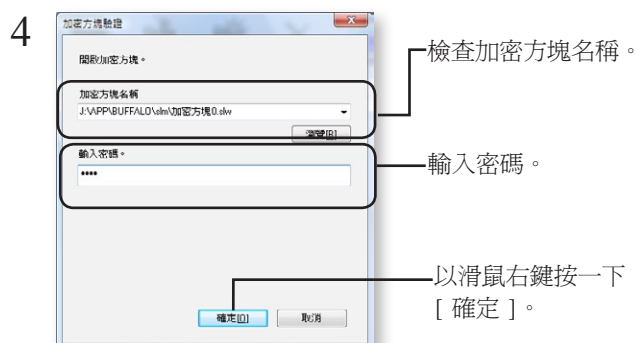 4
加密方塊驗證
開啟加密方塊。
加密方塊名稱
J:\APP\BUFFALO\slm\加密方塊0.slw
瀏覽[B]
輸入密碼。
••••
確定[O]
取消
檢查加密方塊名稱。
輸入密碼。
以滑鼠右鍵按一下
[ 確定 ]。